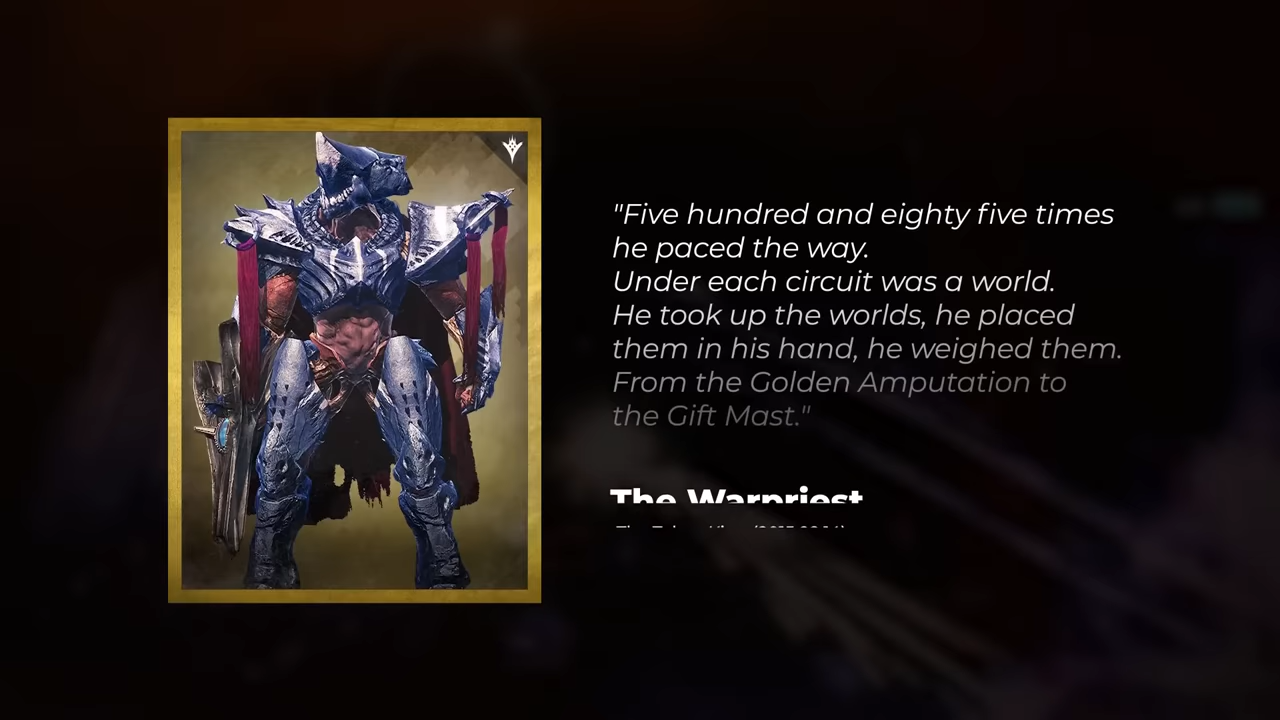 "Five hundred and eighty five times
he paced the way.
Under each circuit was a world.
He took up the worlds, he placed
them in his hand, he weighed them.
From the Golden Amputation to
the Gift Mast."
The Warpriest